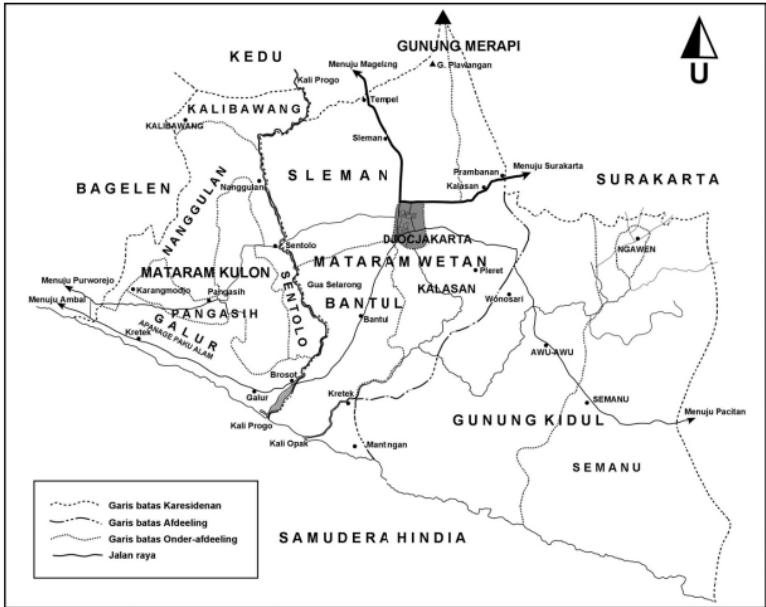 GUNUNG MERAPI
G. Plawangan
U
KEDU
Menuju Magelang
Kali Progo
Tempel
KALIBAWANG
KALIBAWANG
Sleman
SLEMAN
Prambanan
Menuju Surakarta
Kalasan
SURAKARTA
BAGELEN
NANGGULAN
Nanggulan
DJOCJAKARTA
NGAWEN
Sentolo
MATARAM KULON
MATARAM WETAN
Pleret
Menuju Purworejo
Karangmodjo
Pangasih
SENTOLO
Gua Selarong
KALASAN
Menuju Ambal
PANGASIH
BANTUL
Wonosari
GALUR
APANAGE PAKU ALAM
Kretek
Bantul
AWU-AWU
Brosot
Galur
Kretek
SEMANU
GUNUNG KIDUL
Menuju Pacitan
Kali Progo
Kali Opak
Mantngan
SEMANU
Garis batas Karesidenan
Garis batas Afdeeling
Garis batas Onder-afdeeling
Jalan raya
SAMUDERA HINDIA